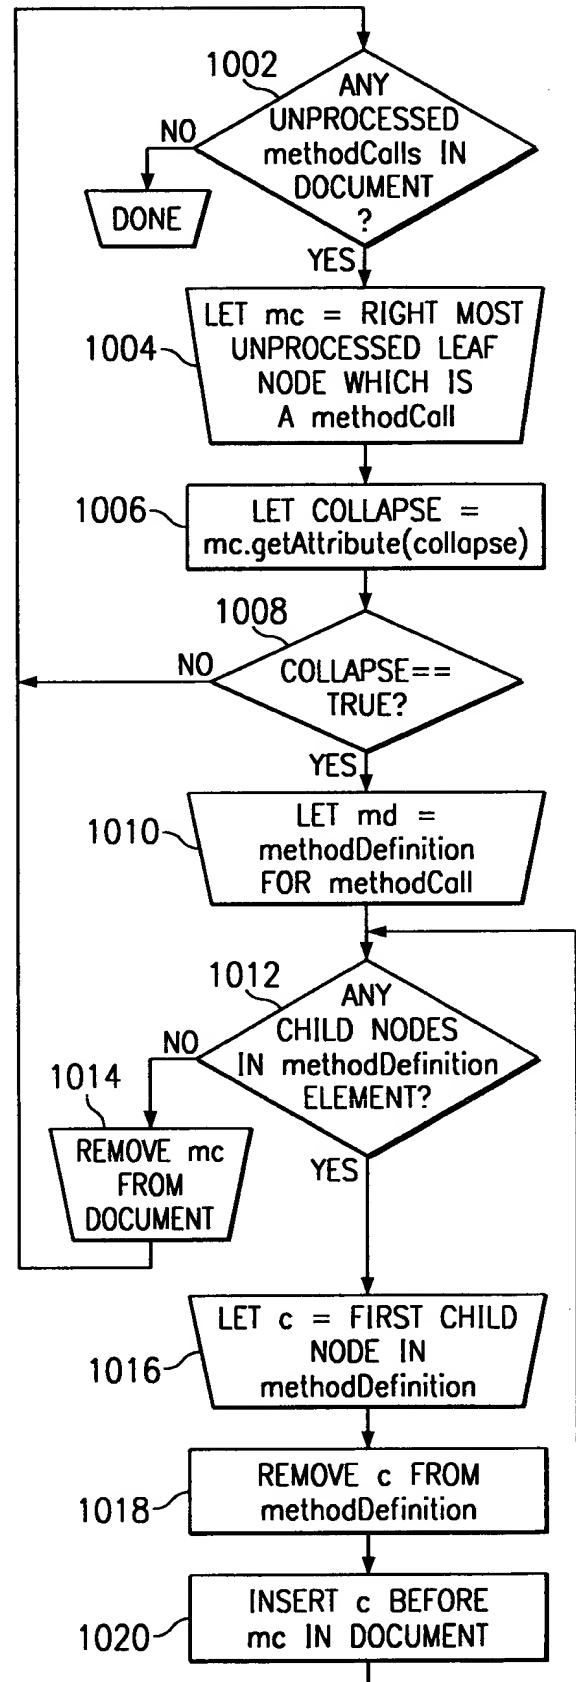 1002
ANY
UNPROCESSED
methodCalls IN
DOCUMENT
?
NO
DONE
YES
1004
LET mc = RIGHT MOST
UNPROCESSED LEAF
NODE WHICH IS
A methodCall
1006
LET COLLAPSE =
mc.getAttribute(collapse)
1008
NO
COLLAPSE==
TRUE?
YES
1010
LET md =
methodDefinition
FOR methodCall
1012
ANY
CHILD NODES
IN methodDefinition
ELEMENT?
NO
1014
REMOVE mc
FROM
DOCUMENT
YES
1016
LET c = FIRST CHILD
NODE IN
methodDefinition
1018
REMOVE c FROM
methodDefinition
1020
INSERT c BEFORE
mc IN DOCUMENT